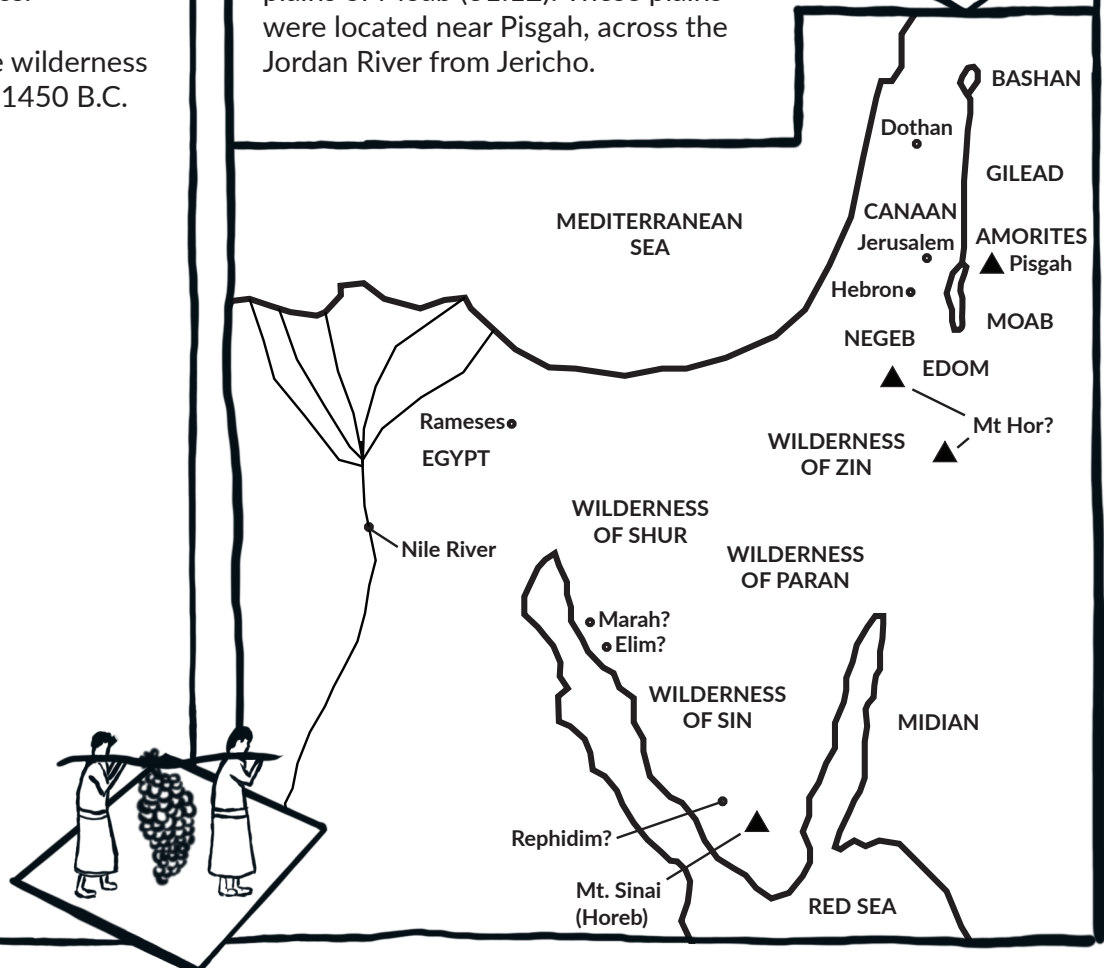 wilderness
1450 B.C.
were located near Pisgah, across the
Jordan River from Jericho.
BASHAN
Dothan
GILEAD
CANAAN
MEDITERRANEAN
SEA
AMORITES
Jerusalem
Pisgah
Hebron
MOAB
NEGEB
EDOM
Rameses
Mt Hor?
EGYPT
WILDERNESS
OF ZIN
WILDERNESS
OF SHUR
Nile River
WILDERNESS
OF PARAN
Marah?
Elim?
WILDERNESS
OF SIN
MIDIAN
Rephidim?
Mt. Sinai
(Horeb)
RED SEA